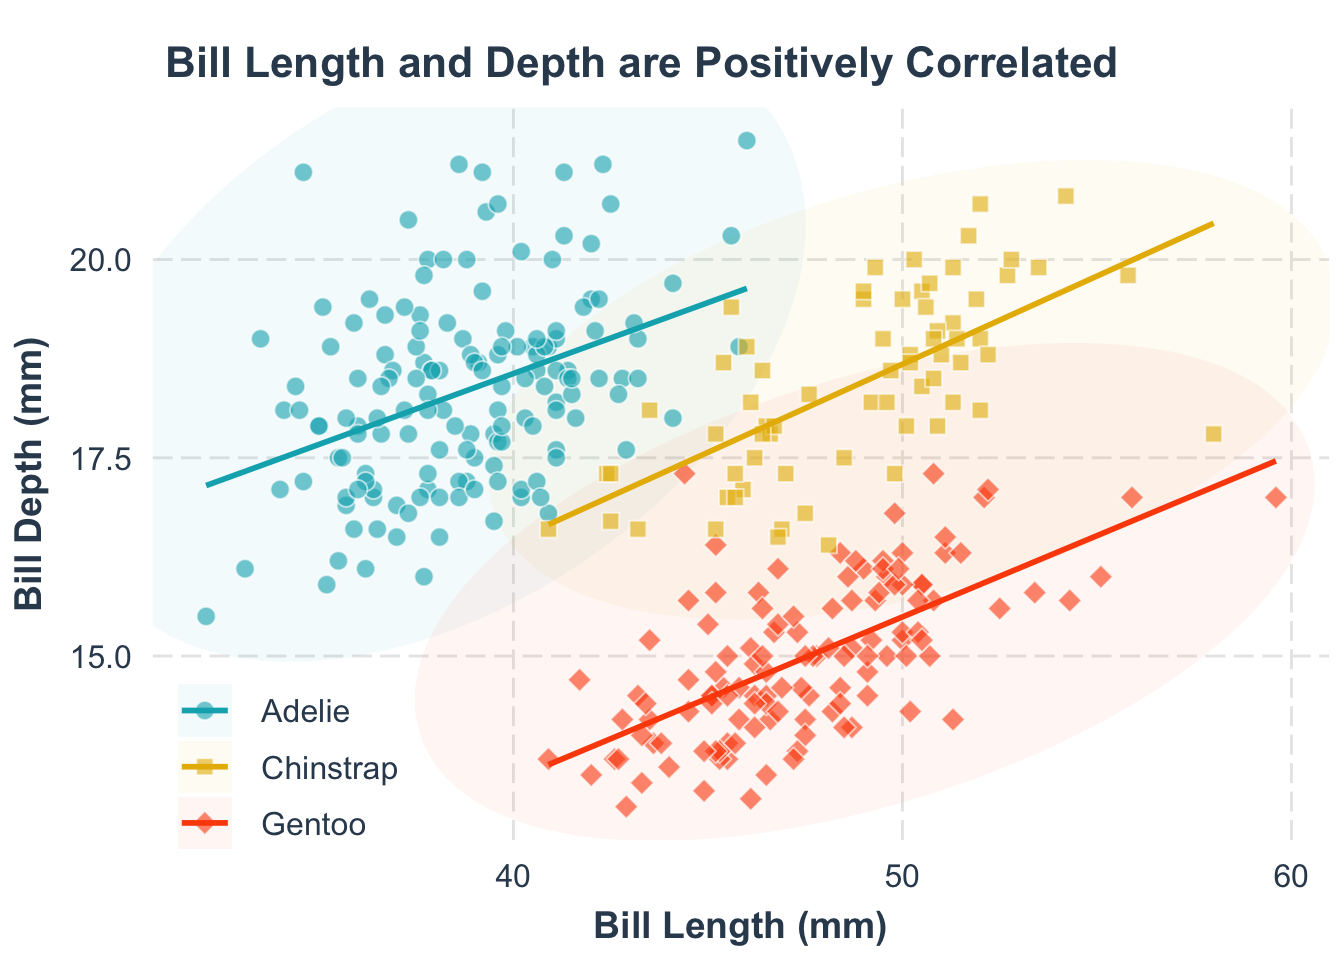 Bill Length and Depth are Positively Correlated
Bill Depth (mm)
20.0
17.5
15.0
Adelie
Chinstrap
Gentoo
40
50
60
Bill Length (mm)